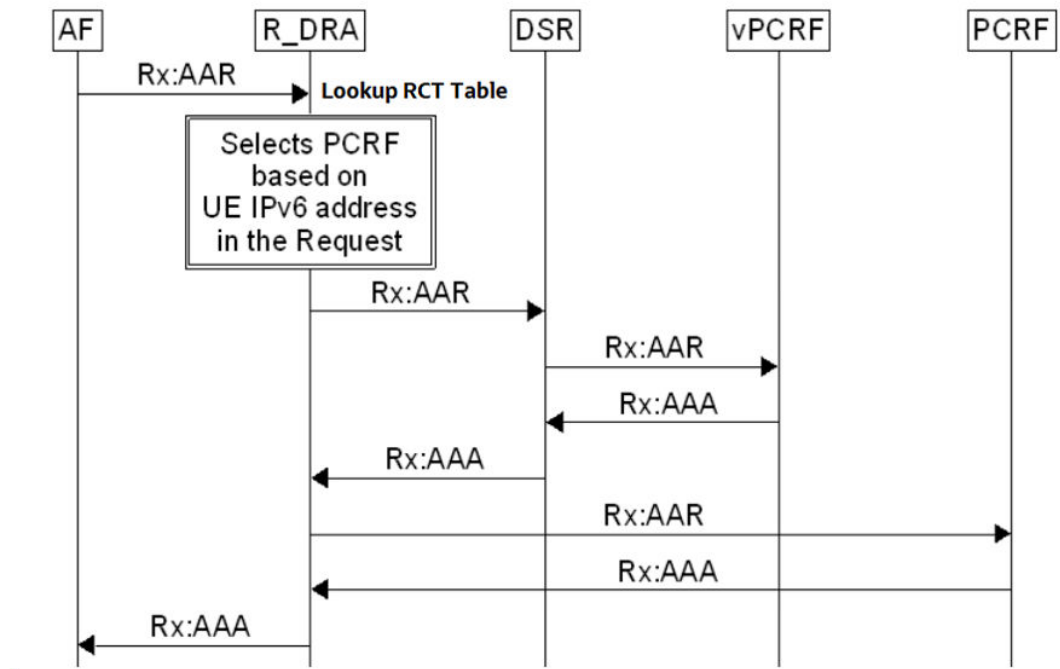 AF
R_DRA
DSR
vPCRF
PCRF
Rx:AAR
Lookup RCT Table
Selects PCRF
based on
UE IPv6 address
in the Request
Rx:AAR
Rx:AAR
Rx:AAA
Rx:AAA
Rx:AAR
Rx:AAA
Rx:AAA